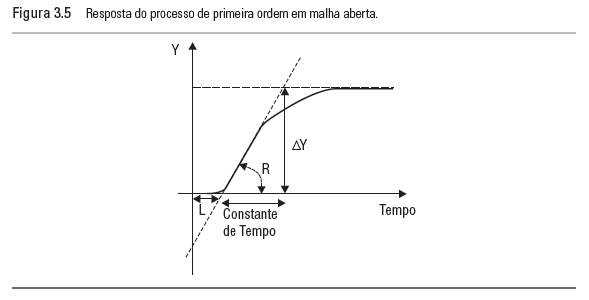 Figura 3.5 Resposta do processo de primeira ordem em malha aberta.
Y
ΔY
R
L
Constante
de Tempo
Tempo